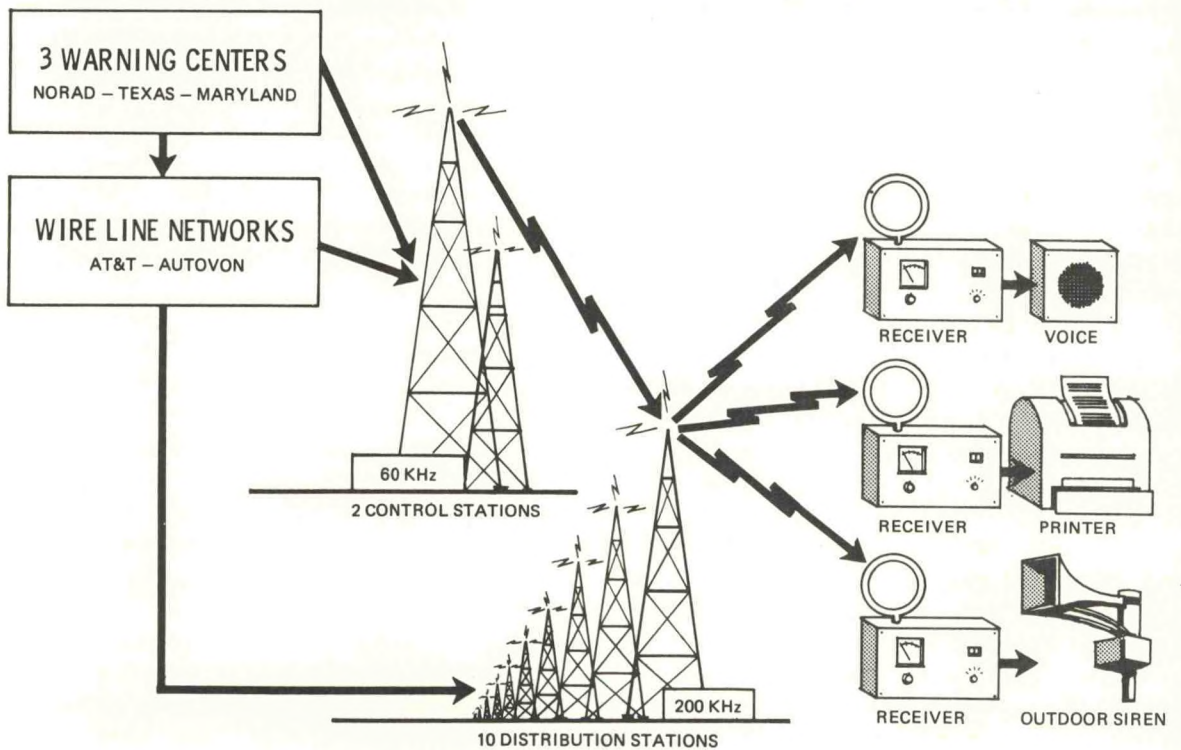 3 WARNING CENTERS
NORAD – TEXAS – MARYLAND
WIRE LINE NETWORKS
AT&T – AUTOVON
60 KHz
2 CONTROL STATIONS
200 KHz
10 DISTRIBUTION STATIONS
RECEIVER
VOICE
RECEIVER
PRINTER
RECEIVER
OUTDOOR SIREN